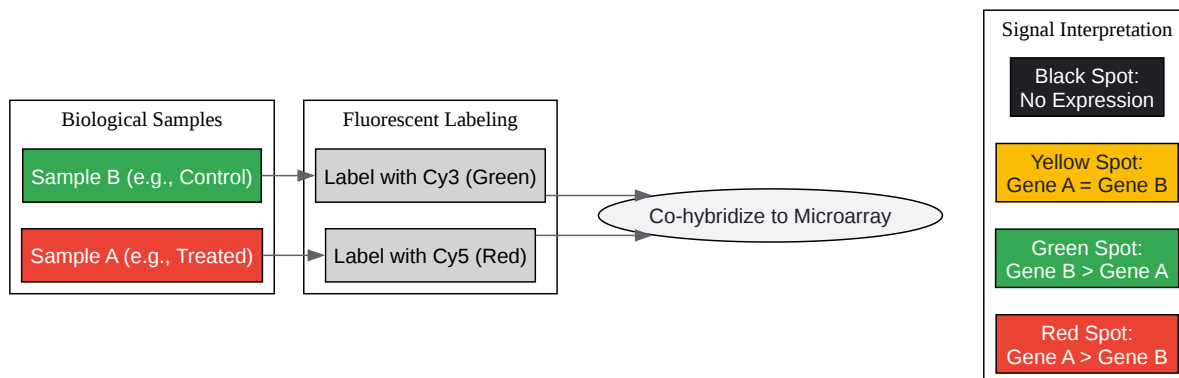 Biological Samples
Sample B (e.g., Control)
Sample A (e.g., Treated)
Fluorescent Labeling
Label with Cy3 (Green)
Label with Cy5 (Red)
Co-hybridize to Microarray
Signal Interpretation
Black Spot:
No Expression
Yellow Spot:
Gene A = Gene B
Green Spot:
Gene B > Gene A
Red Spot:
Gene A > Gene B